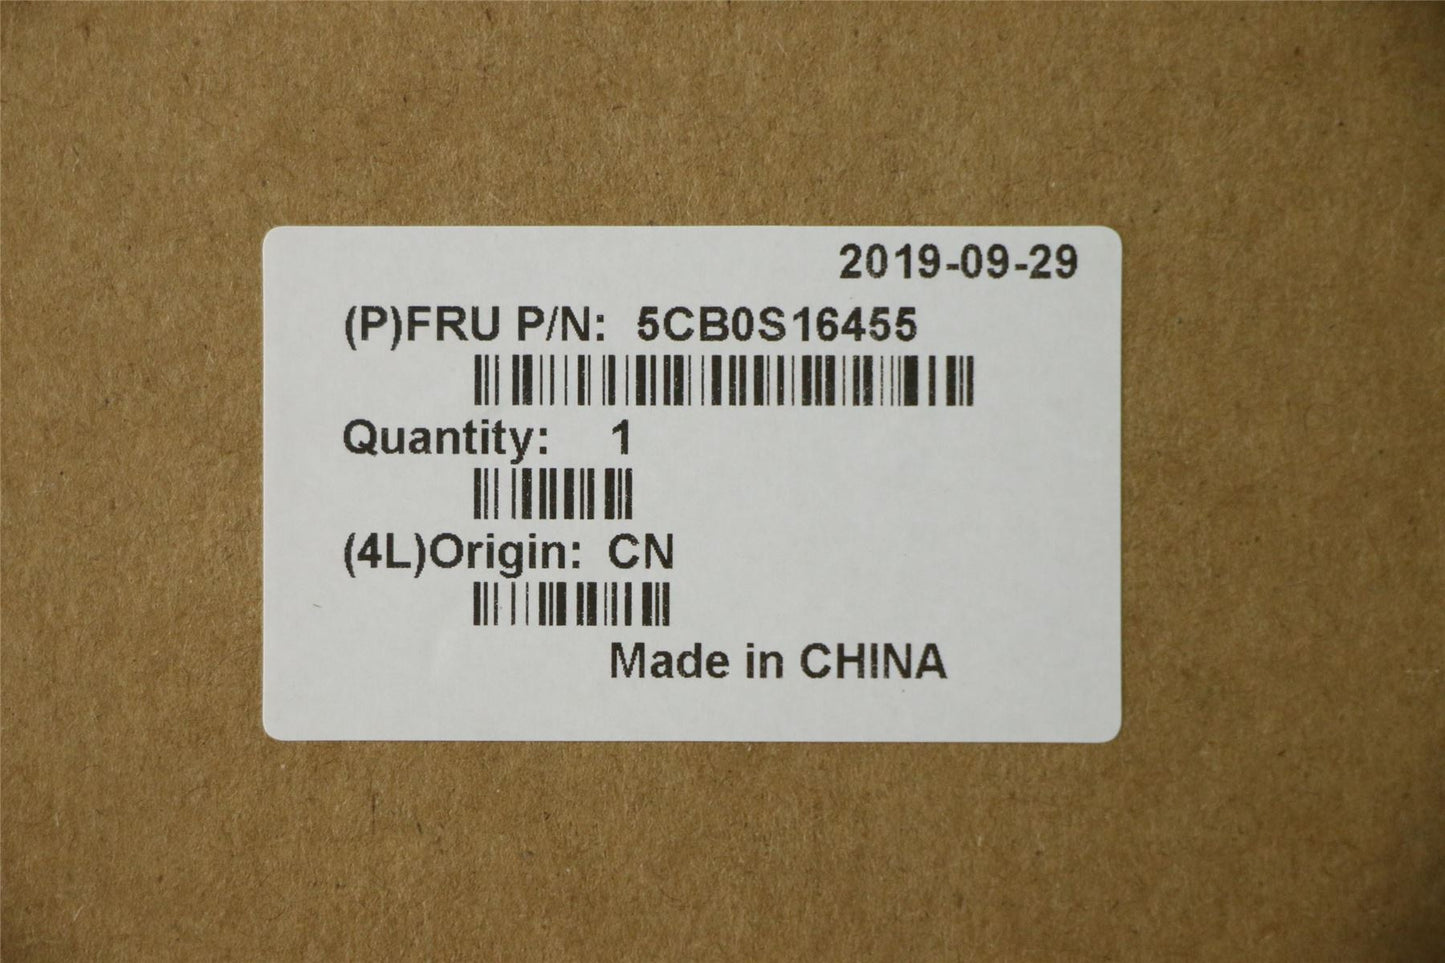 2019-09-29
(P)FRU P/N: 5CB0S16455
Quantity: 1
(4L)Origin: CN
Made in CHINA